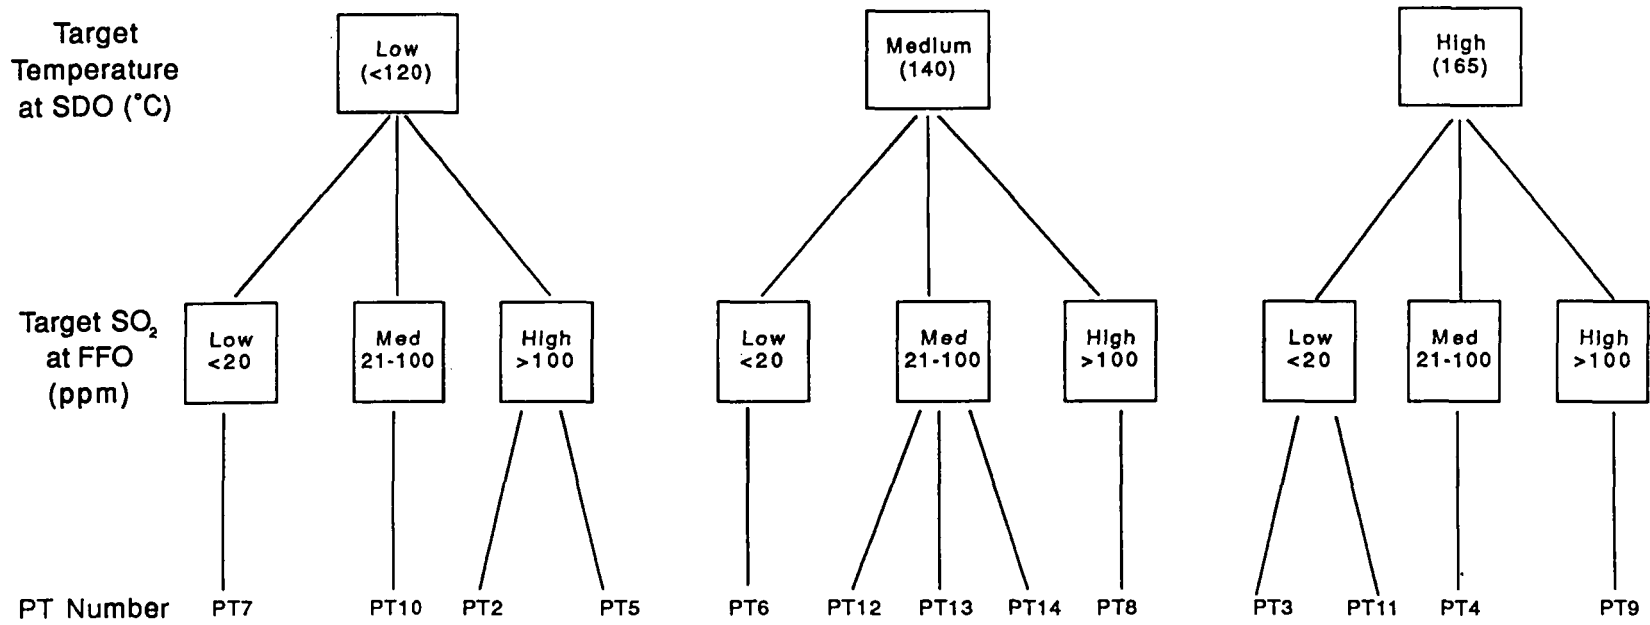 Target
Temperature
at SDO (°C)
Low
(<120)
Medium
(140)
High
(165)
Target SO₂
at FFO
(ppm)
Low
<20
Med
21-100
High
>100
Low
<20
Med
21-100
High
>100
Low
<20
Med
21-100
High
>100
PT Number PT7 PT10 PT2 PT5 PT6 PT12 PT13 PT14 PT8 PT3 PT11 PT4 PT9